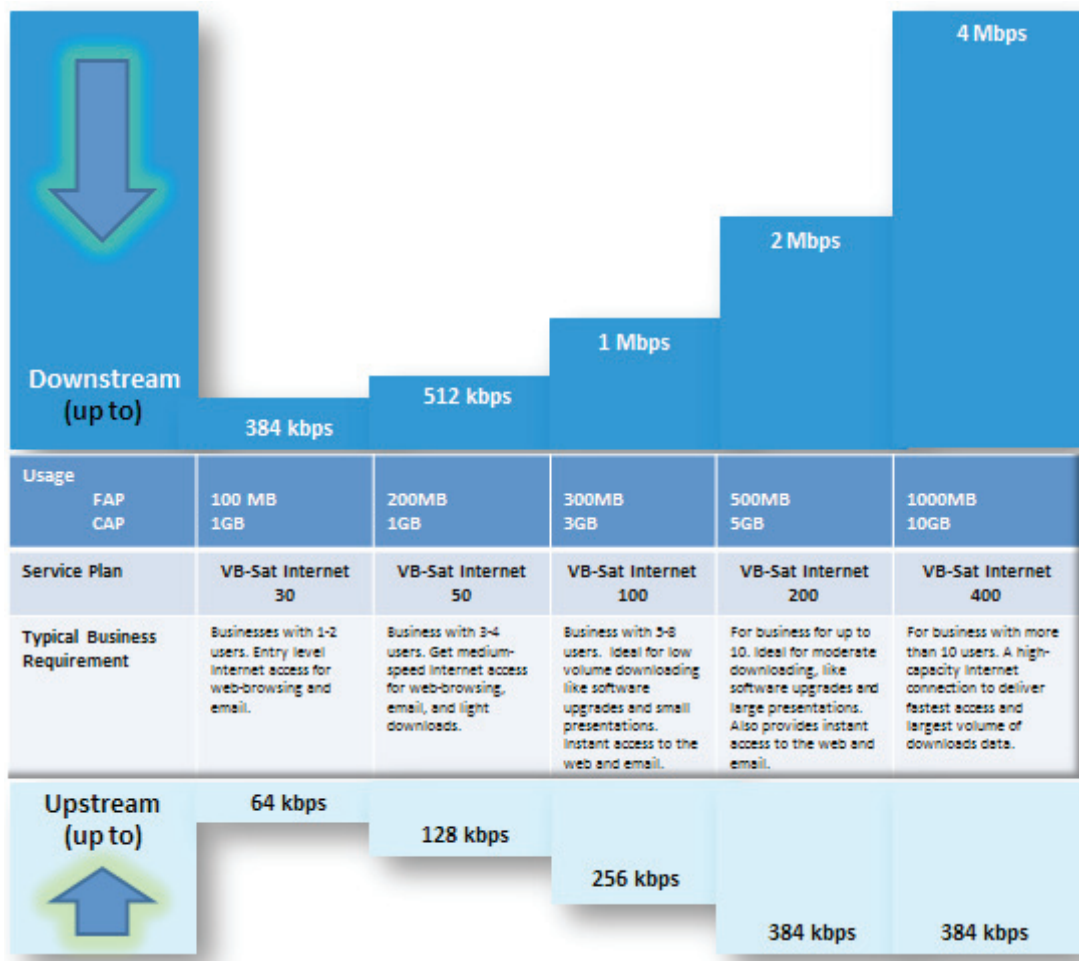 4 Mbps
2 Mbps
1 Mbps
Downstream
(up to)
512 kbps
384 kbps
Usage
FAP
CAP
100 MB
1GB
200MB
1GB
300MB
3GB
500MB
5GB
1000MB
10GB
Service Plan
VB-Sat Internet
30
VB-Sat Internet
50
VB-Sat Internet
100
VB-Sat Internet
200
VB-Sat Internet
400
Typical Business
Requirement
Businesses with 1-2
users. Entry level
Internet access for
web-browsing and
email.
Business with 3-4
users. Get medium-
speed Internet access
for web-browsing,
email, and light
downloads.
Business with 5-8
users. Ideal for low
volume downloading
like software
upgrades and small
presentations.
Instant access to the
web and email.
For business for up to
10. Ideal for moderate
downloading, like
software upgrades and
large presentations.
Also provides instant
access to the web and
email.
For business with more
than 10 users. A high-
capacity Internet
connection to deliver
fastest access and
largest volume of
downloads data.
Upstream
(up to)
64 kbps
128 kbps
256 kbps
384 kbps
384 kbps